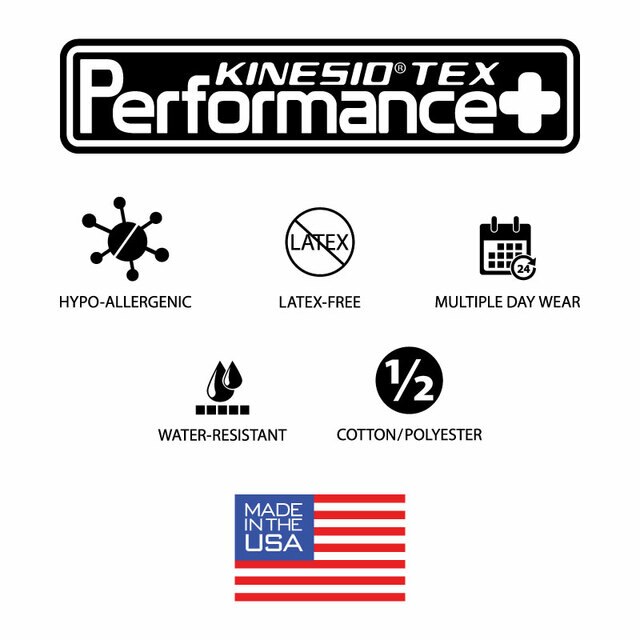 KINESIO® TEX
Performance+
LATEX
24
HYPO-ALLERGENIC
LATEX-FREE
MULTIPLE DAY WEAR
1/2
WATER-RESISTANT
COTTON/POLYESTER
MADE
IN THE
USA